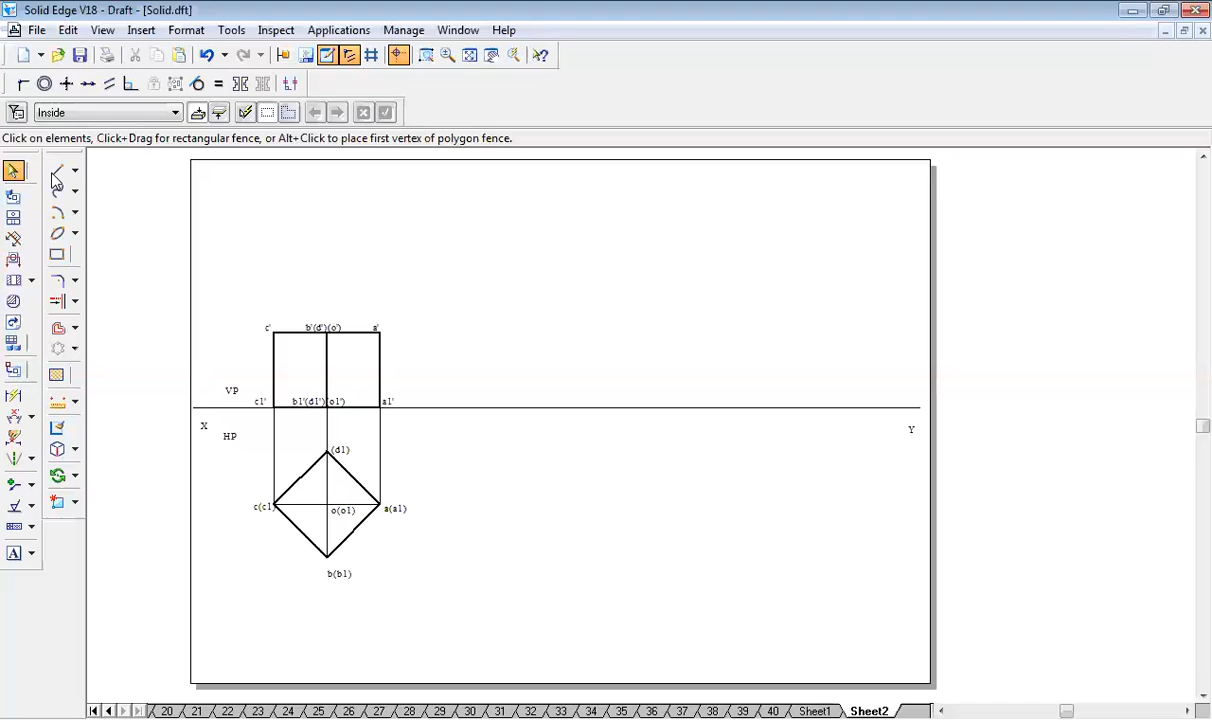 Solid Edge V18 - Draft - [Solid.dft]
File Edit View Insert Format Tools Inspect Applications Manage Window Help
Inside
Click on elements, Click+Drag for rectangular fence, or Alt+Click to place first vertex of polygon fence.
c' b'(d')(o') a'
VP
c1' b1'(d1')(o1') a1'
X HP Y
(d1)
c(c1) o(o1) a(a1)
b(b1)
A
20 21 22 23 24 25 26 27 28 29 30 31 32 33 34 35 36 37 38 39 40 Sheet1 Sheet2